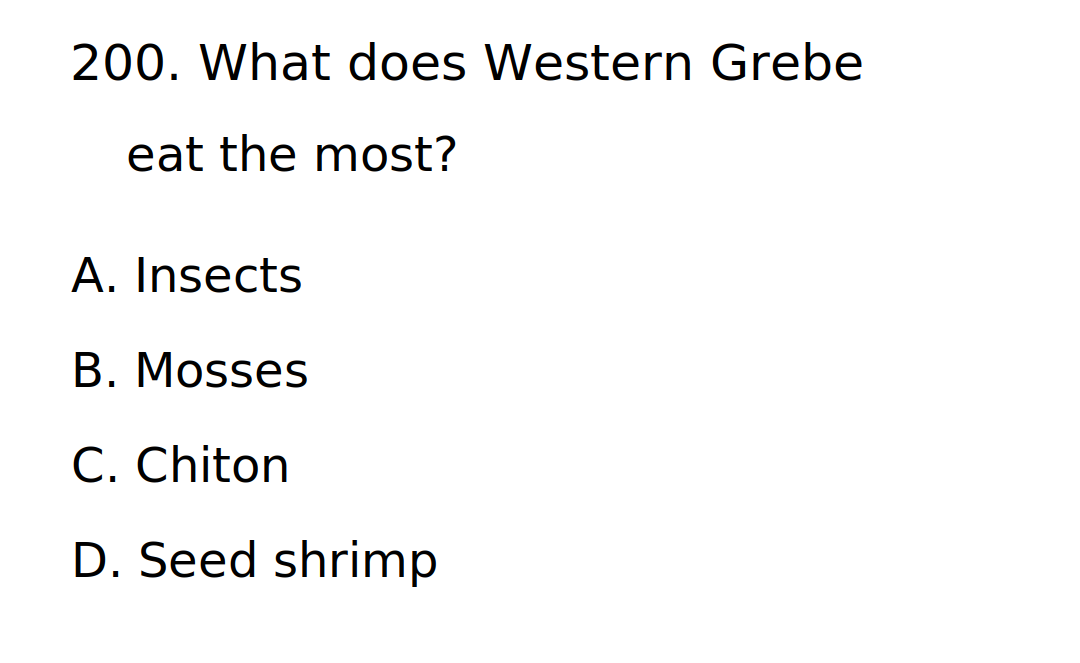 200. What does Western Grebe
eat the most?
A. Insects
B. Mosses
C. Chiton
D. Seed shrimp